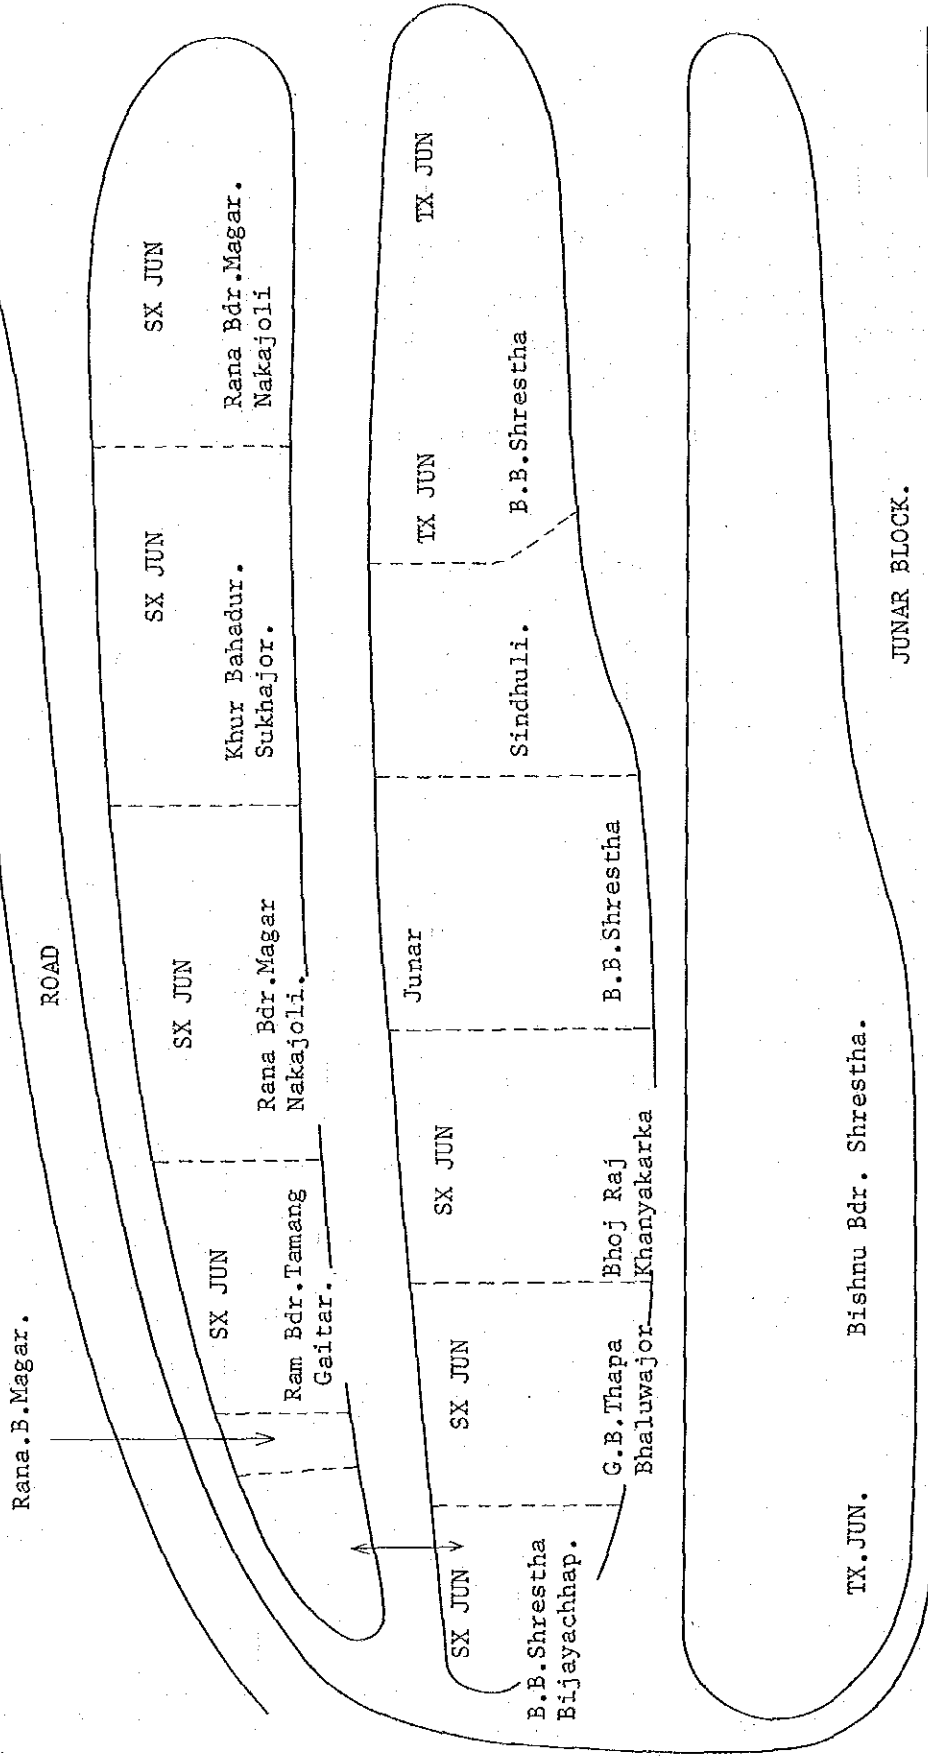 Rana.B.Magar.
ROAD
SX JUN
Ram Bdr.Tamang
Gaitar.
SX JUN
Rana Bdr.Magar
Nakajoli.
SX JUN
Khur Bahadur.
Sukhajor.
SX JUN
Rana Bdr.Magar.
Nakajoli
SX JUN
B.B.Shrestha
Bijayachhap.
SX JUN
G.B.Thapa
Bhaluwajor
SX JUN
Bhoj Raj
Khanyakarka
Junar
B.B.Shrestha
Sindhuli.
TX JUN
B.B.Shrestha
TX JUN
TX.JUN.
Bishnu Bdr. Shrestha.
JUNAR BLOCK.